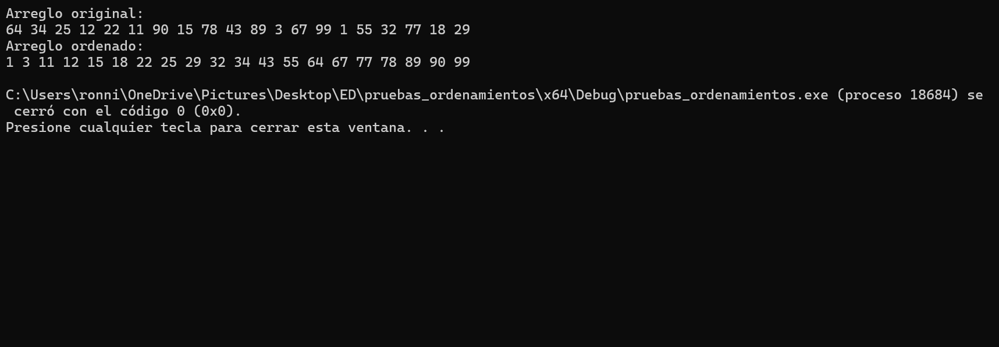 Arreglo original:
64 34 25 12 22 11 90 15 78 43 89 3 67 99 1 55 32 77 18 29
Arreglo ordenado:
1 3 11 12 15 18 22 25 29 32 34 43 55 64 67 77 78 89 90 99
C:\Users\ronni\OneDrive\Pictures\Desktop\ED\pruebas_ordenamientos\x64\Debug\pruebas_ordenamientos.exe (proceso 18684) se
cerró con el código 0 (0x0).
Presione cualquier tecla para cerrar esta ventana. . .